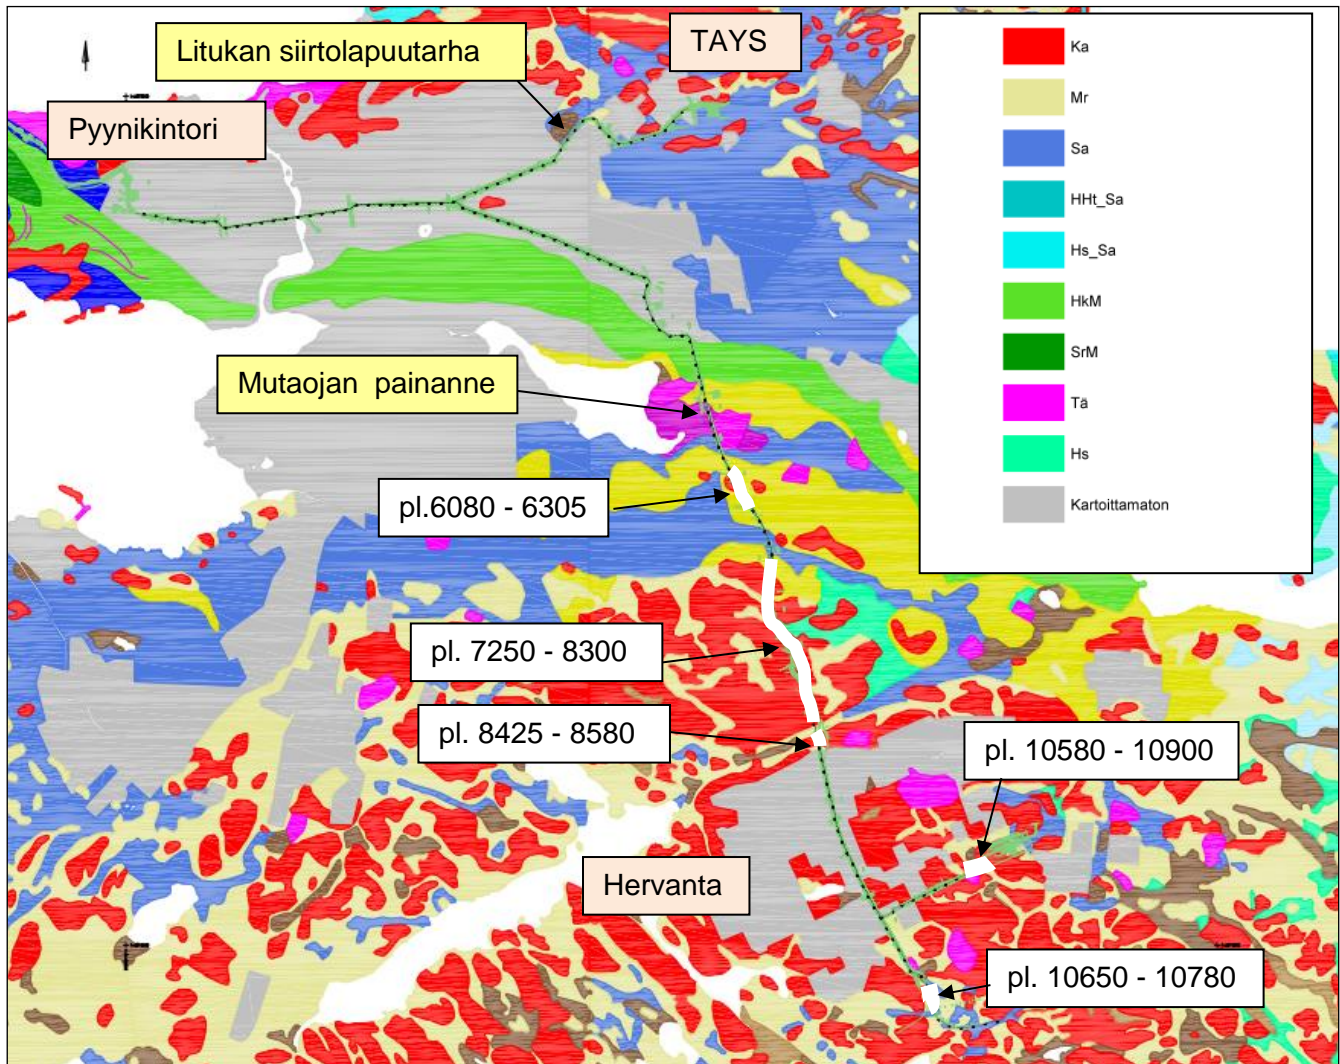 Litukan siirtolapuutarha
TAYS
Pyynikintori
Mutaojan painanne
pl.6080 - 6305
pl. 7250 - 8300
pl. 8425 - 8580
pl. 10580 - 10900
Hervanta
pl. 10650 - 10780
Ka
Mr
Sa
HHt_Sa
Hs_Sa
HkM
SrM
Tä
Hs
Kartoittamaton